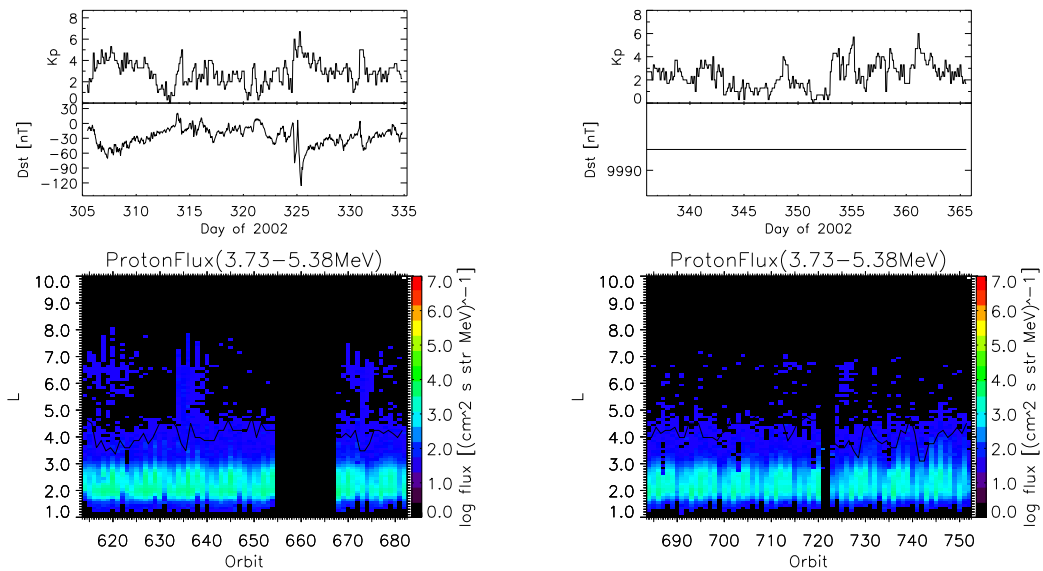 8
6
4
2
0
Kp
30
0
−30
−60
−90
−120
Dst [nT]
305 310 315 320 325 330 335
Day of 2002
ProtonFlux(3.73−5.38MeV)
10.0
9.0
8.0
7.0
6.0
5.0
4.0
3.0
2.0
1.0
L
620 630 640 650 660 670 680
Orbit
7.0
6.0
5.0
4.0
3.0
2.0
1.0
0.0
log flux [(cm^2 s str MeV)^−1]
8
6
4
2
0
Kp
9990
Dst [nT]
340 345 350 355 360 365
Day of 2002
ProtonFlux(3.73−5.38MeV)
10.0
9.0
8.0
7.0
6.0
5.0
4.0
3.0
2.0
1.0
L
690 700 710 720 730 740 750
Orbit
7.0
6.0
5.0
4.0
3.0
2.0
1.0
0.0
log flux [(cm^2 s str MeV)^−1]